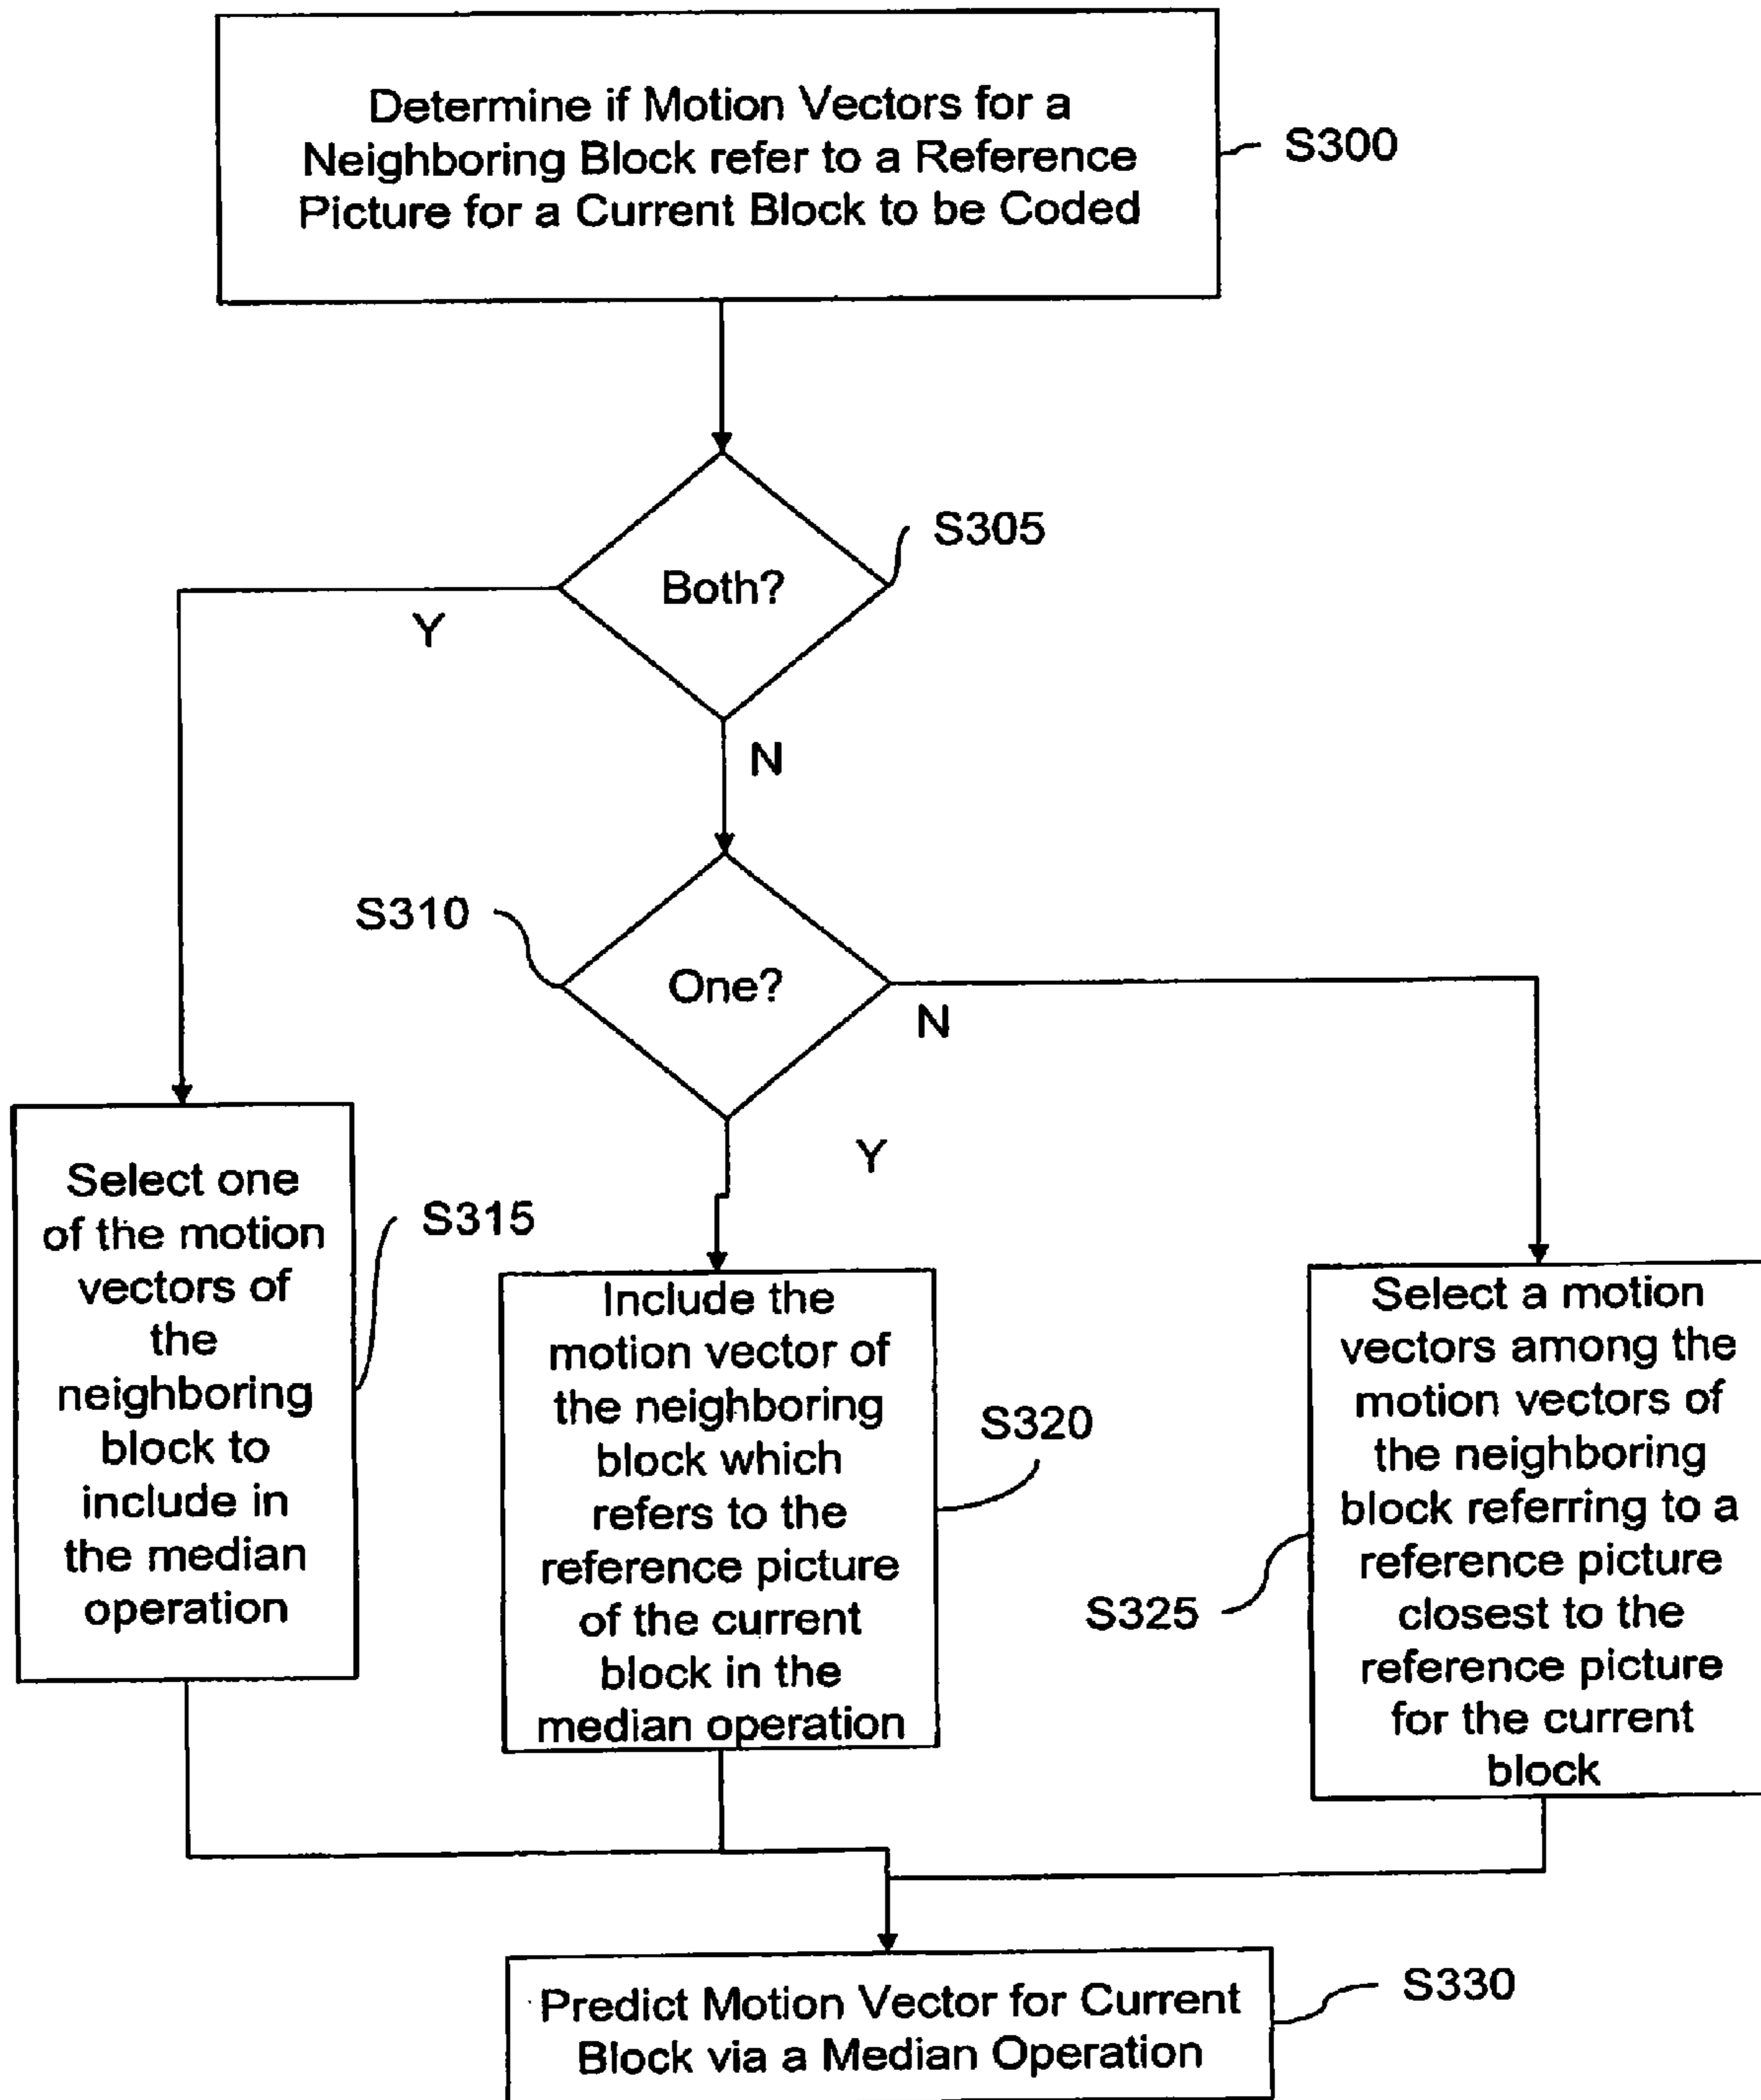 Determine if Motion Vectors for a
Neighboring Block refer to a Reference
Picture for a Current Block to be Coded
S300
Both?
S305
Y
N
One?
S310
N
Y
Select one
of the motion
vectors of
the
neighboring
block to
include in
the median
operation
S315
Include the
motion vector of
the neighboring
block which
refers to the
reference picture
of the current
block in the
median operation
S320
Select a motion
vectors among the
motion vectors of
the neighboring
block referring to a
reference picture
closest to the
reference picture
for the current
block
S325
Predict Motion Vector for Current
Block via a Median Operation
S330